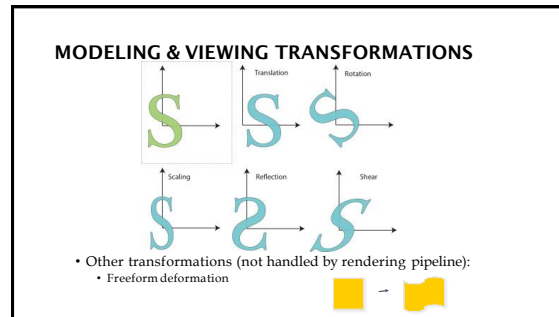 MODELING & VIEWING TRANSFORMATIONS
S
Translation
S
Rotation
S
Scaling
S
Reflection
S
Shear
S
• Other transformations (not handled by rendering pipeline):
• Freeform deformation